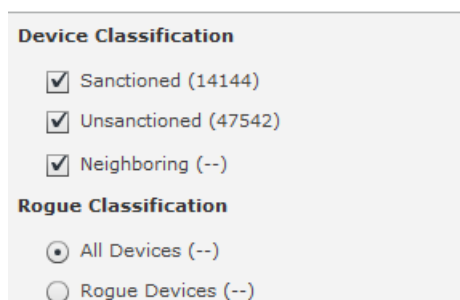 Device Classification
Sanctioned (14144)
Unsanctioned (47542)
Neighboring (--)
Rogue Classification
All Devices (--)
Rogue Devices (--)